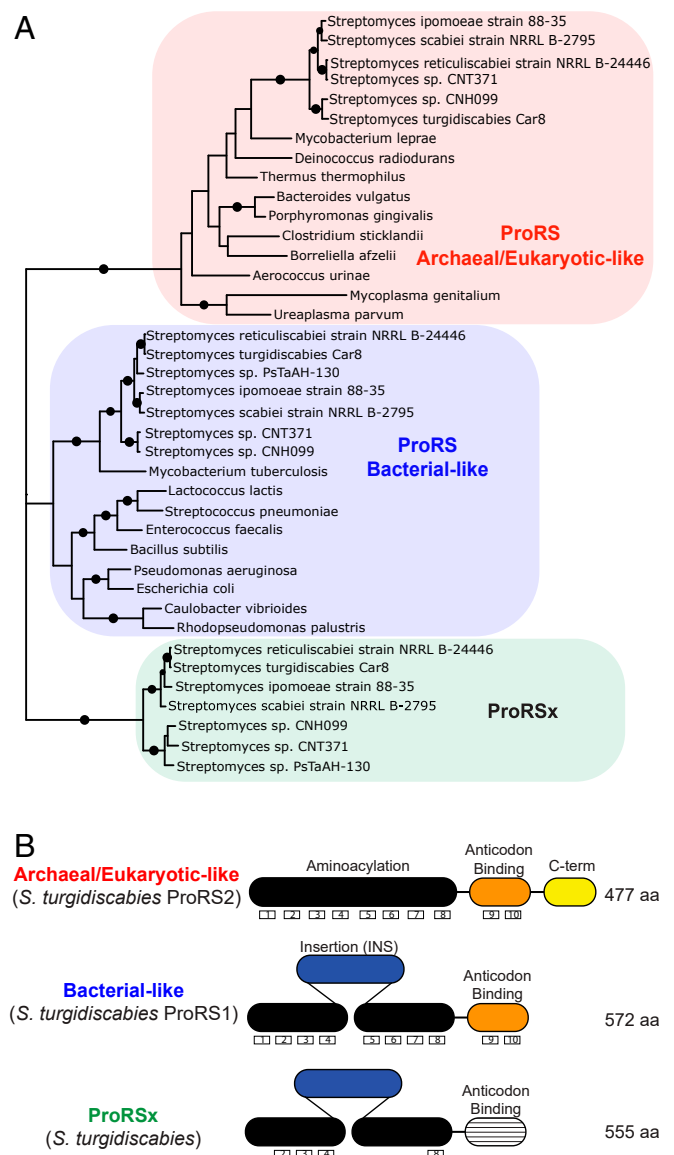 A
Streptomyces ipomoeae strain 88-35
Streptomyces scabiei strain NRRL B-2795
Streptomyces reticuliscabiei strain NRRL B-24446
Streptomyces sp. CNT371
Streptomyces sp. CNH099
Streptomyces turgidiscabies Car8
Mycobacterium leprae
Deinococcus radiodurans
Thermus thermophilus
Bacteroides vulgatus
Porphyromonas gingivalis
Clostridium sticklandii
Borreliella afzelii
Aerococcus urinae
Mycoplasma genitalium
Ureaplasma parvum
ProRS
Archaeal/Eukaryotic-like
Streptomyces reticuliscabiei strain NRRL B-24446
Streptomyces turgidiscabies Car8
Streptomyces sp. PsTaAH-130
Streptomyces ipomoeae strain 88-35
Streptomyces scabiei strain NRRL B-2795
Streptomyces sp. CNT371
Streptomyces sp. CNH099
Mycobacterium tuberculosis
Lactococcus lactis
Streptococcus pneumoniae
Enterococcus faecalis
Bacillus subtilis
Pseudomonas aeruginosa
Escherichia coli
Caulobacter vibrioides
Rhodopseudomonas palustris
ProRS
Bacterial-like
Streptomyces reticuliscabiei strain NRRL B-24446
Streptomyces turgidiscabies Car8
Streptomyces ipomoeae strain 88-35
Streptomyces scabiei strain NRRL B-2795
Streptomyces sp. CNH099
Streptomyces sp. CNT371
Streptomyces sp. PsTaAH-130
ProRSx
B
Archaeal/Eukaryotic-like
(S. turgidiscabies ProRS2)
Aminoacylation
Anticodon
Binding
C-term
477 aa
1 2 3 4 5 6 7 8 9 10
Insertion (INS)
Bacterial-like
(S. turgidiscabies ProRS1)
Anticodon
Binding
572 aa
1 2 3 4 5 6 7 8 9 10
ProRSx
(S. turgidiscabies)
Anticodon
Binding
555 aa
2 3 4 8